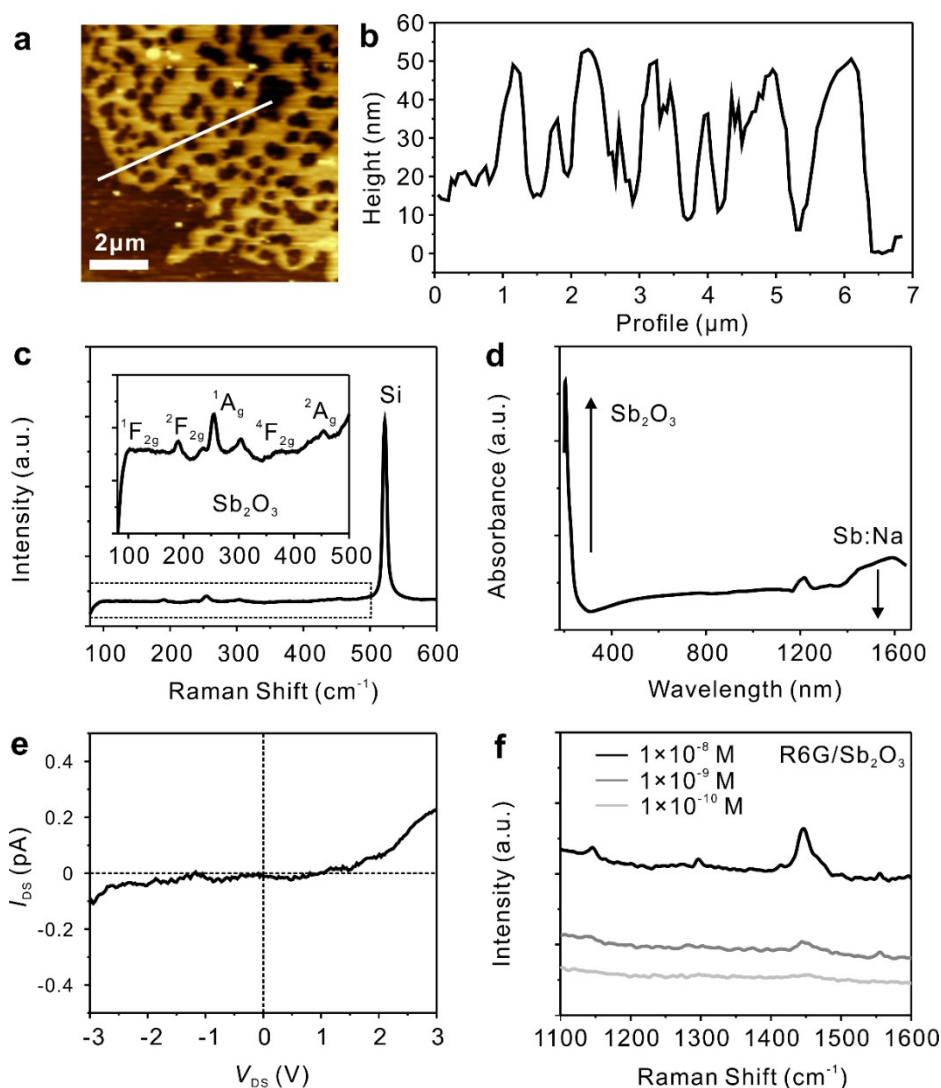 a
2μm
b
Height (nm)
60
50
40
30
20
10
0
0 1 2 3 4 5 6 7
Profile (μm)
c
Intensity (a.u.)
¹F₂g ²F₂g ¹Ag ⁴F₂g ²Ag
Sb₂O₃
100 200 300 400 500
Si
100 200 300 400 500 600
Raman Shift (cm⁻¹)
d
Absorbance (a.u.)
Sb₂O₃
Sb:Na
400 800 1200 1600
Wavelength (nm)
e
I_DS (pA)
0.4
0.2
0
-0.2
-0.4
-3 -2 -1 0 1 2 3
V_DS (V)
f
Intensity (a.u.)
1×10⁻⁸ M R6G/Sb₂O₃
1×10⁻⁹ M
1×10⁻¹⁰ M
1100 1200 1300 1400 1500 1600
Raman Shift (cm⁻¹)